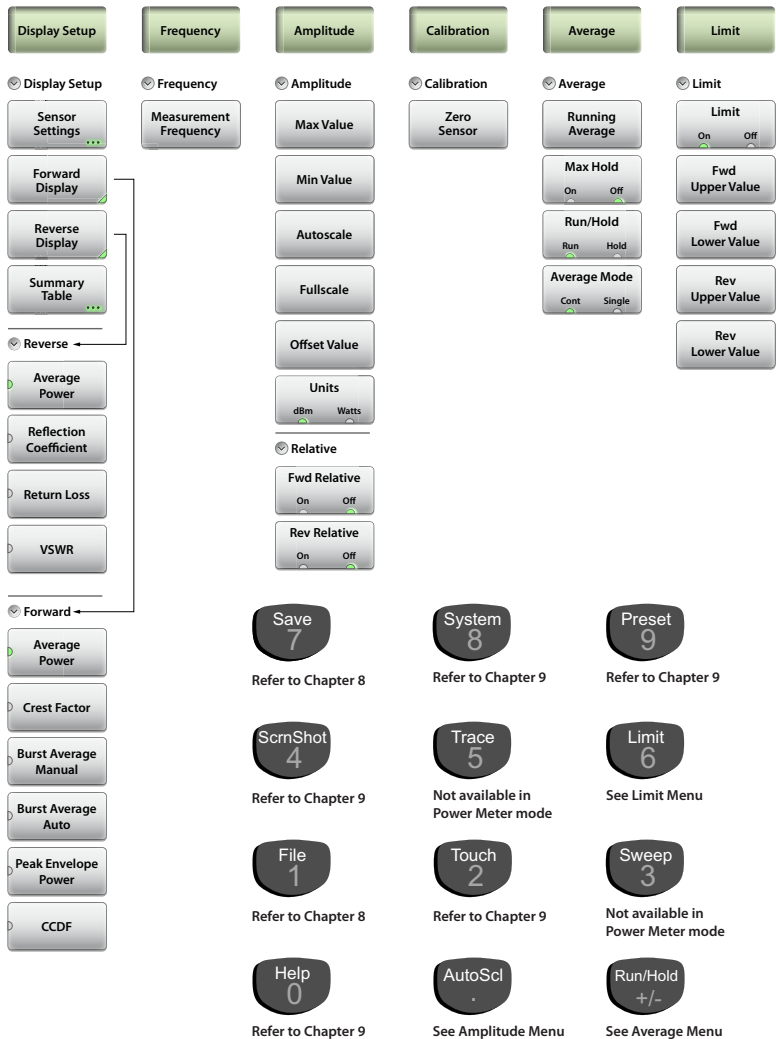 Display Setup
Frequency
Amplitude
Calibration
Average
Limit
Display Setup
Sensor
Settings
Forward
Display
Reverse
Display
Summary
Table
Reverse
Average
Power
Reflection
Coefficient
Return Loss
VSWR
Forward
Average
Power
Crest Factor
Burst Average
Manual
Burst Average
Auto
Peak Envelope
Power
CCDF
Frequency
Measurement
Frequency
Amplitude
Max Value
Min Value
Autoscale
Fullscale
Offset Value
Units
dBm Watts
Relative
Fwd Relative
On Off
Rev Relative
On Off
Calibration
Zero
Sensor
Average
Running
Average
Max Hold
On Off
Run/Hold
Run Hold
Average Mode
Cont Single
Limit
Limit
On Off
Fwd
Upper Value
Fwd
Lower Value
Rev
Upper Value
Rev
Lower Value
Save
7
Refer to Chapter 8
System
8
Refer to Chapter 9
Preset
9
Refer to Chapter 9
ScrnShot
4
Refer to Chapter 9
Trace
5
Not available in
Power Meter mode
Limit
6
See Limit Menu
File
1
Refer to Chapter 8
Touch
2
Refer to Chapter 9
Sweep
3
Not available in
Power Meter mode
Help
0
Refer to Chapter 9
AutoScl
.
See Amplitude Menu
Run/Hold
+/-
See Average Menu